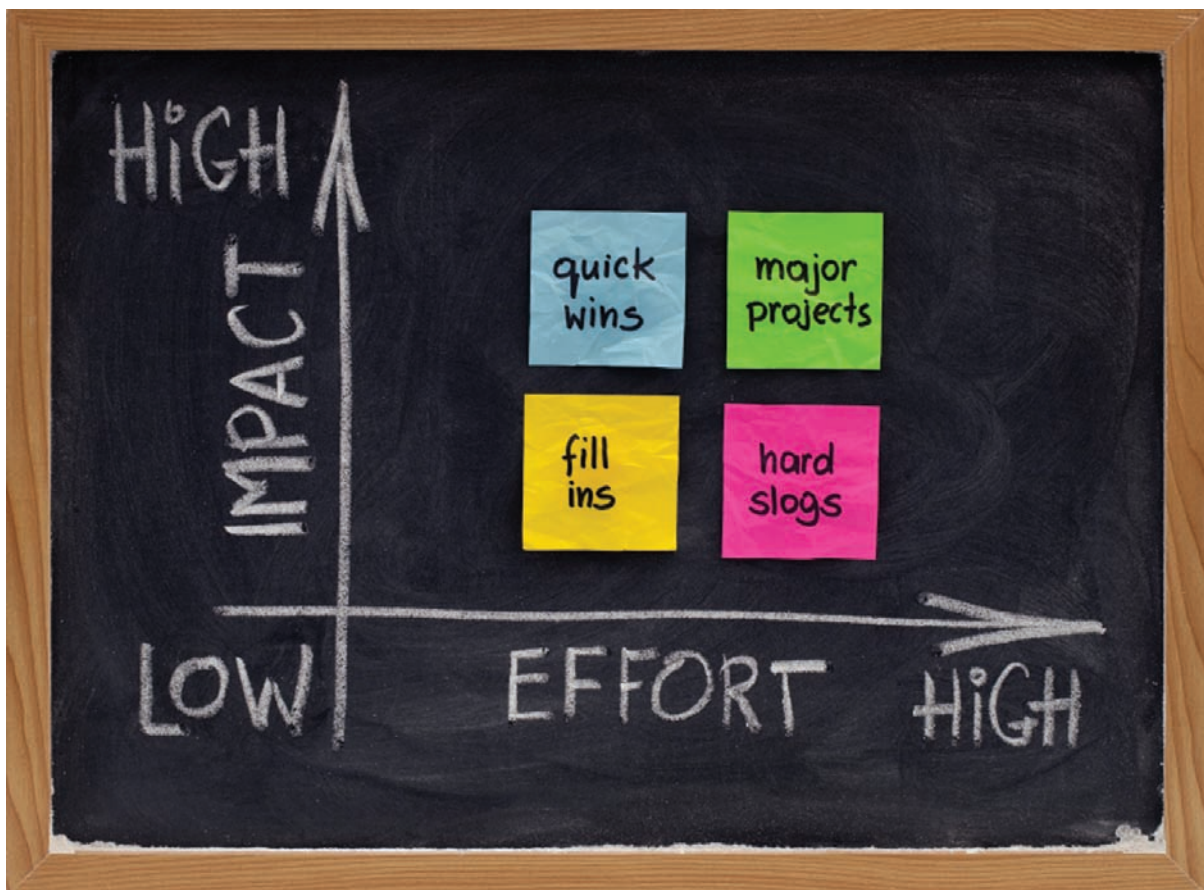 HiGH
IMPACT
quick
wins
major
projects
fill
ins
hard
slogs
LOW
EFFORT
HiGH